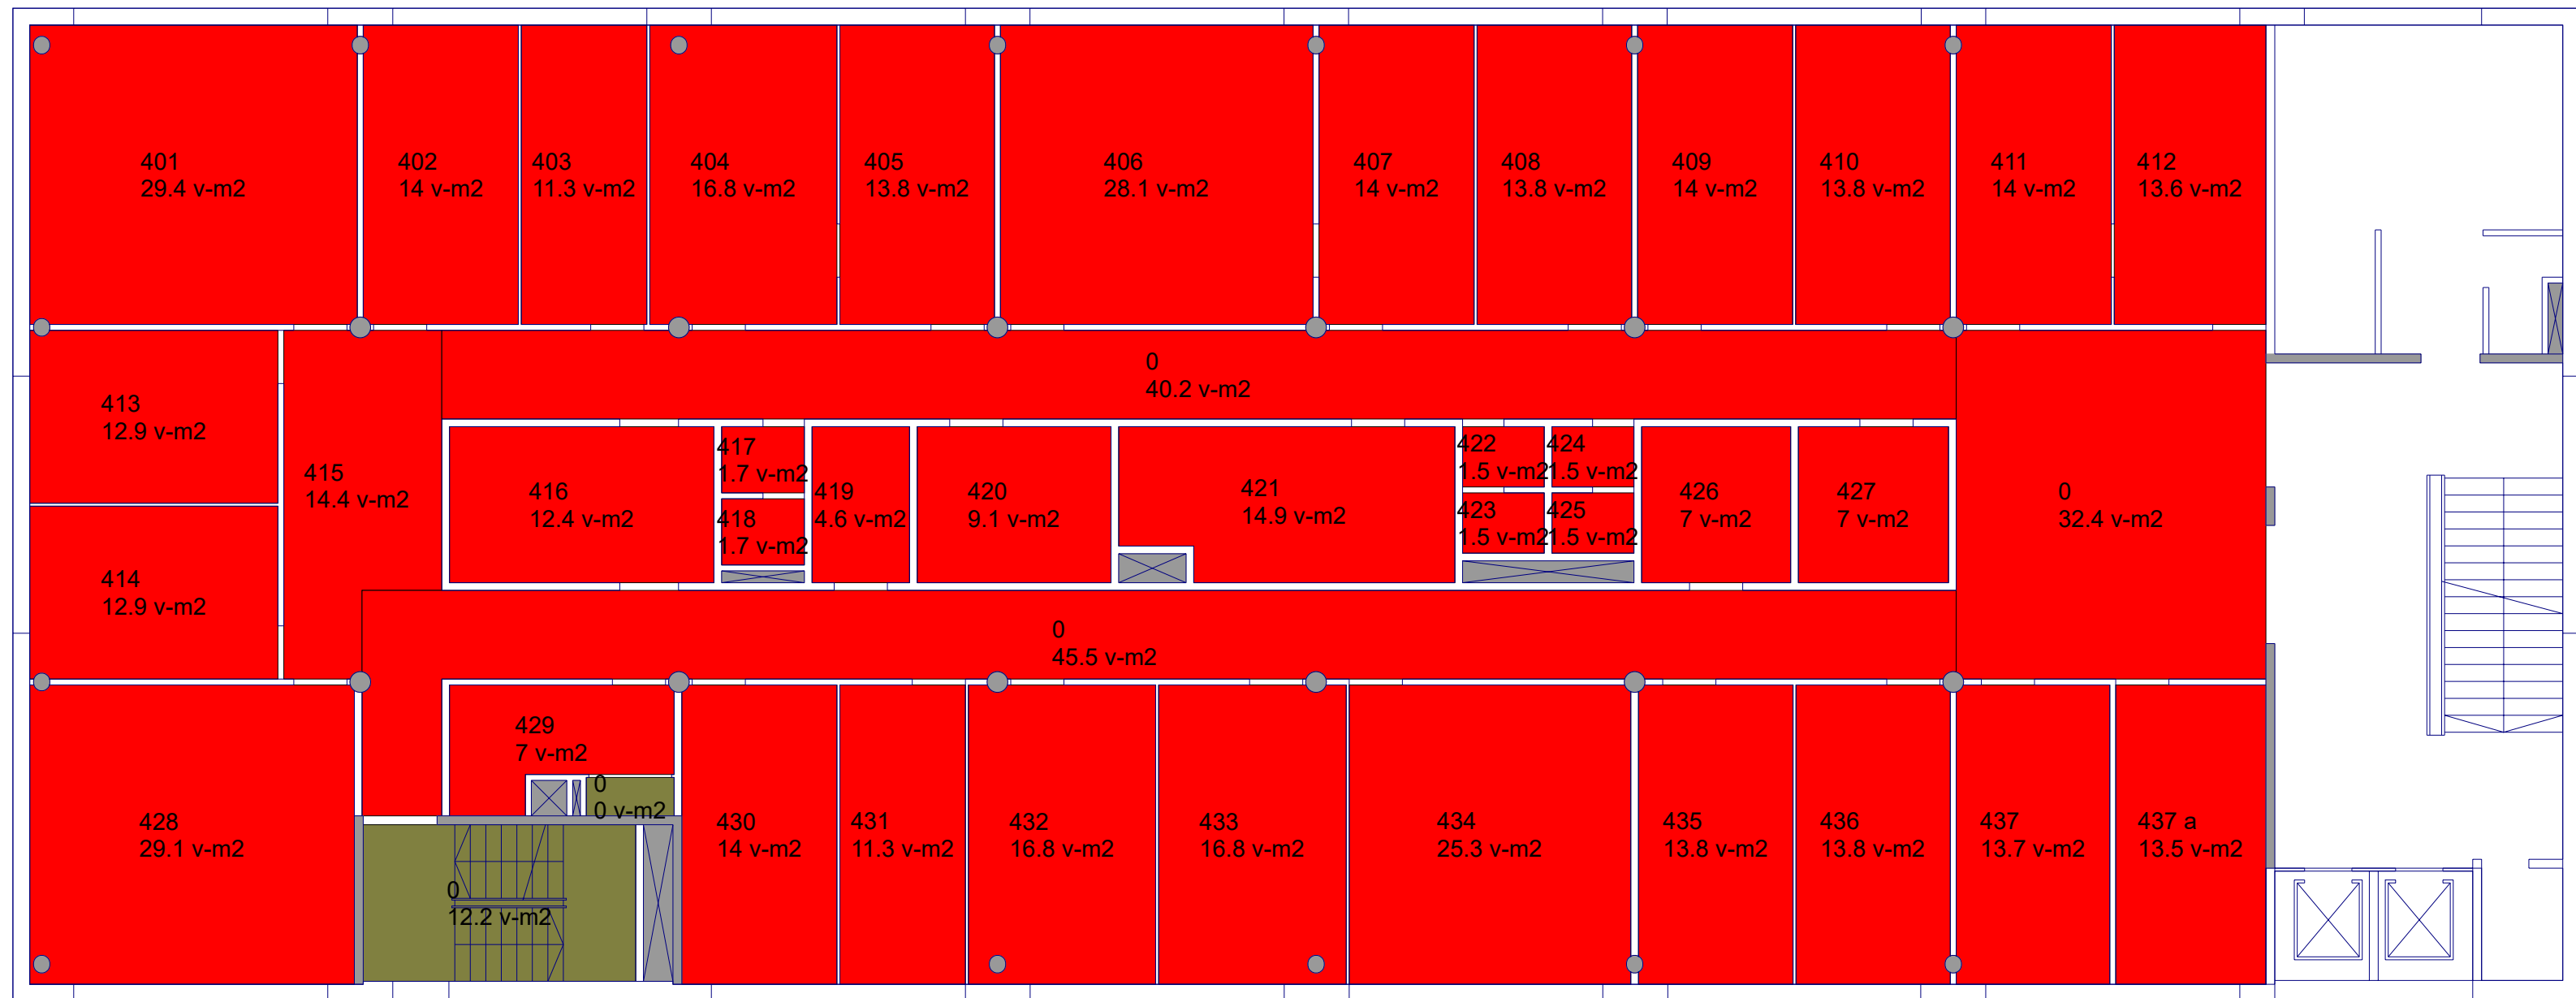 401
29.4 v-m2
402
14 v-m2
403
11.3 v-m2
404
16.8 v-m2
405
13.8 v-m2
406
28.1 v-m2
407
14 v-m2
408
13.8 v-m2
409
14 v-m2
410
13.8 v-m2
411
14 v-m2
412
13.6 v-m2
0
40.2 v-m2
413
12.9 v-m2
414
12.9 v-m2
415
14.4 v-m2
416
12.4 v-m2
417
1.7 v-m2
418
1.7 v-m2
419
4.6 v-m2
420
9.1 v-m2
421
14.9 v-m2
422
1.5 v-m2
423
1.5 v-m2
424
1.5 v-m2
425
1.5 v-m2
426
7 v-m2
427
7 v-m2
0
32.4 v-m2
0
45.5 v-m2
428
29.1 v-m2
429
7 v-m2
0
0 v-m2
0
12.2 v-m2
430
14 v-m2
431
11.3 v-m2
432
16.8 v-m2
433
16.8 v-m2
434
25.3 v-m2
435
13.8 v-m2
436
13.8 v-m2
437
13.7 v-m2
437 a
13.5 v-m2